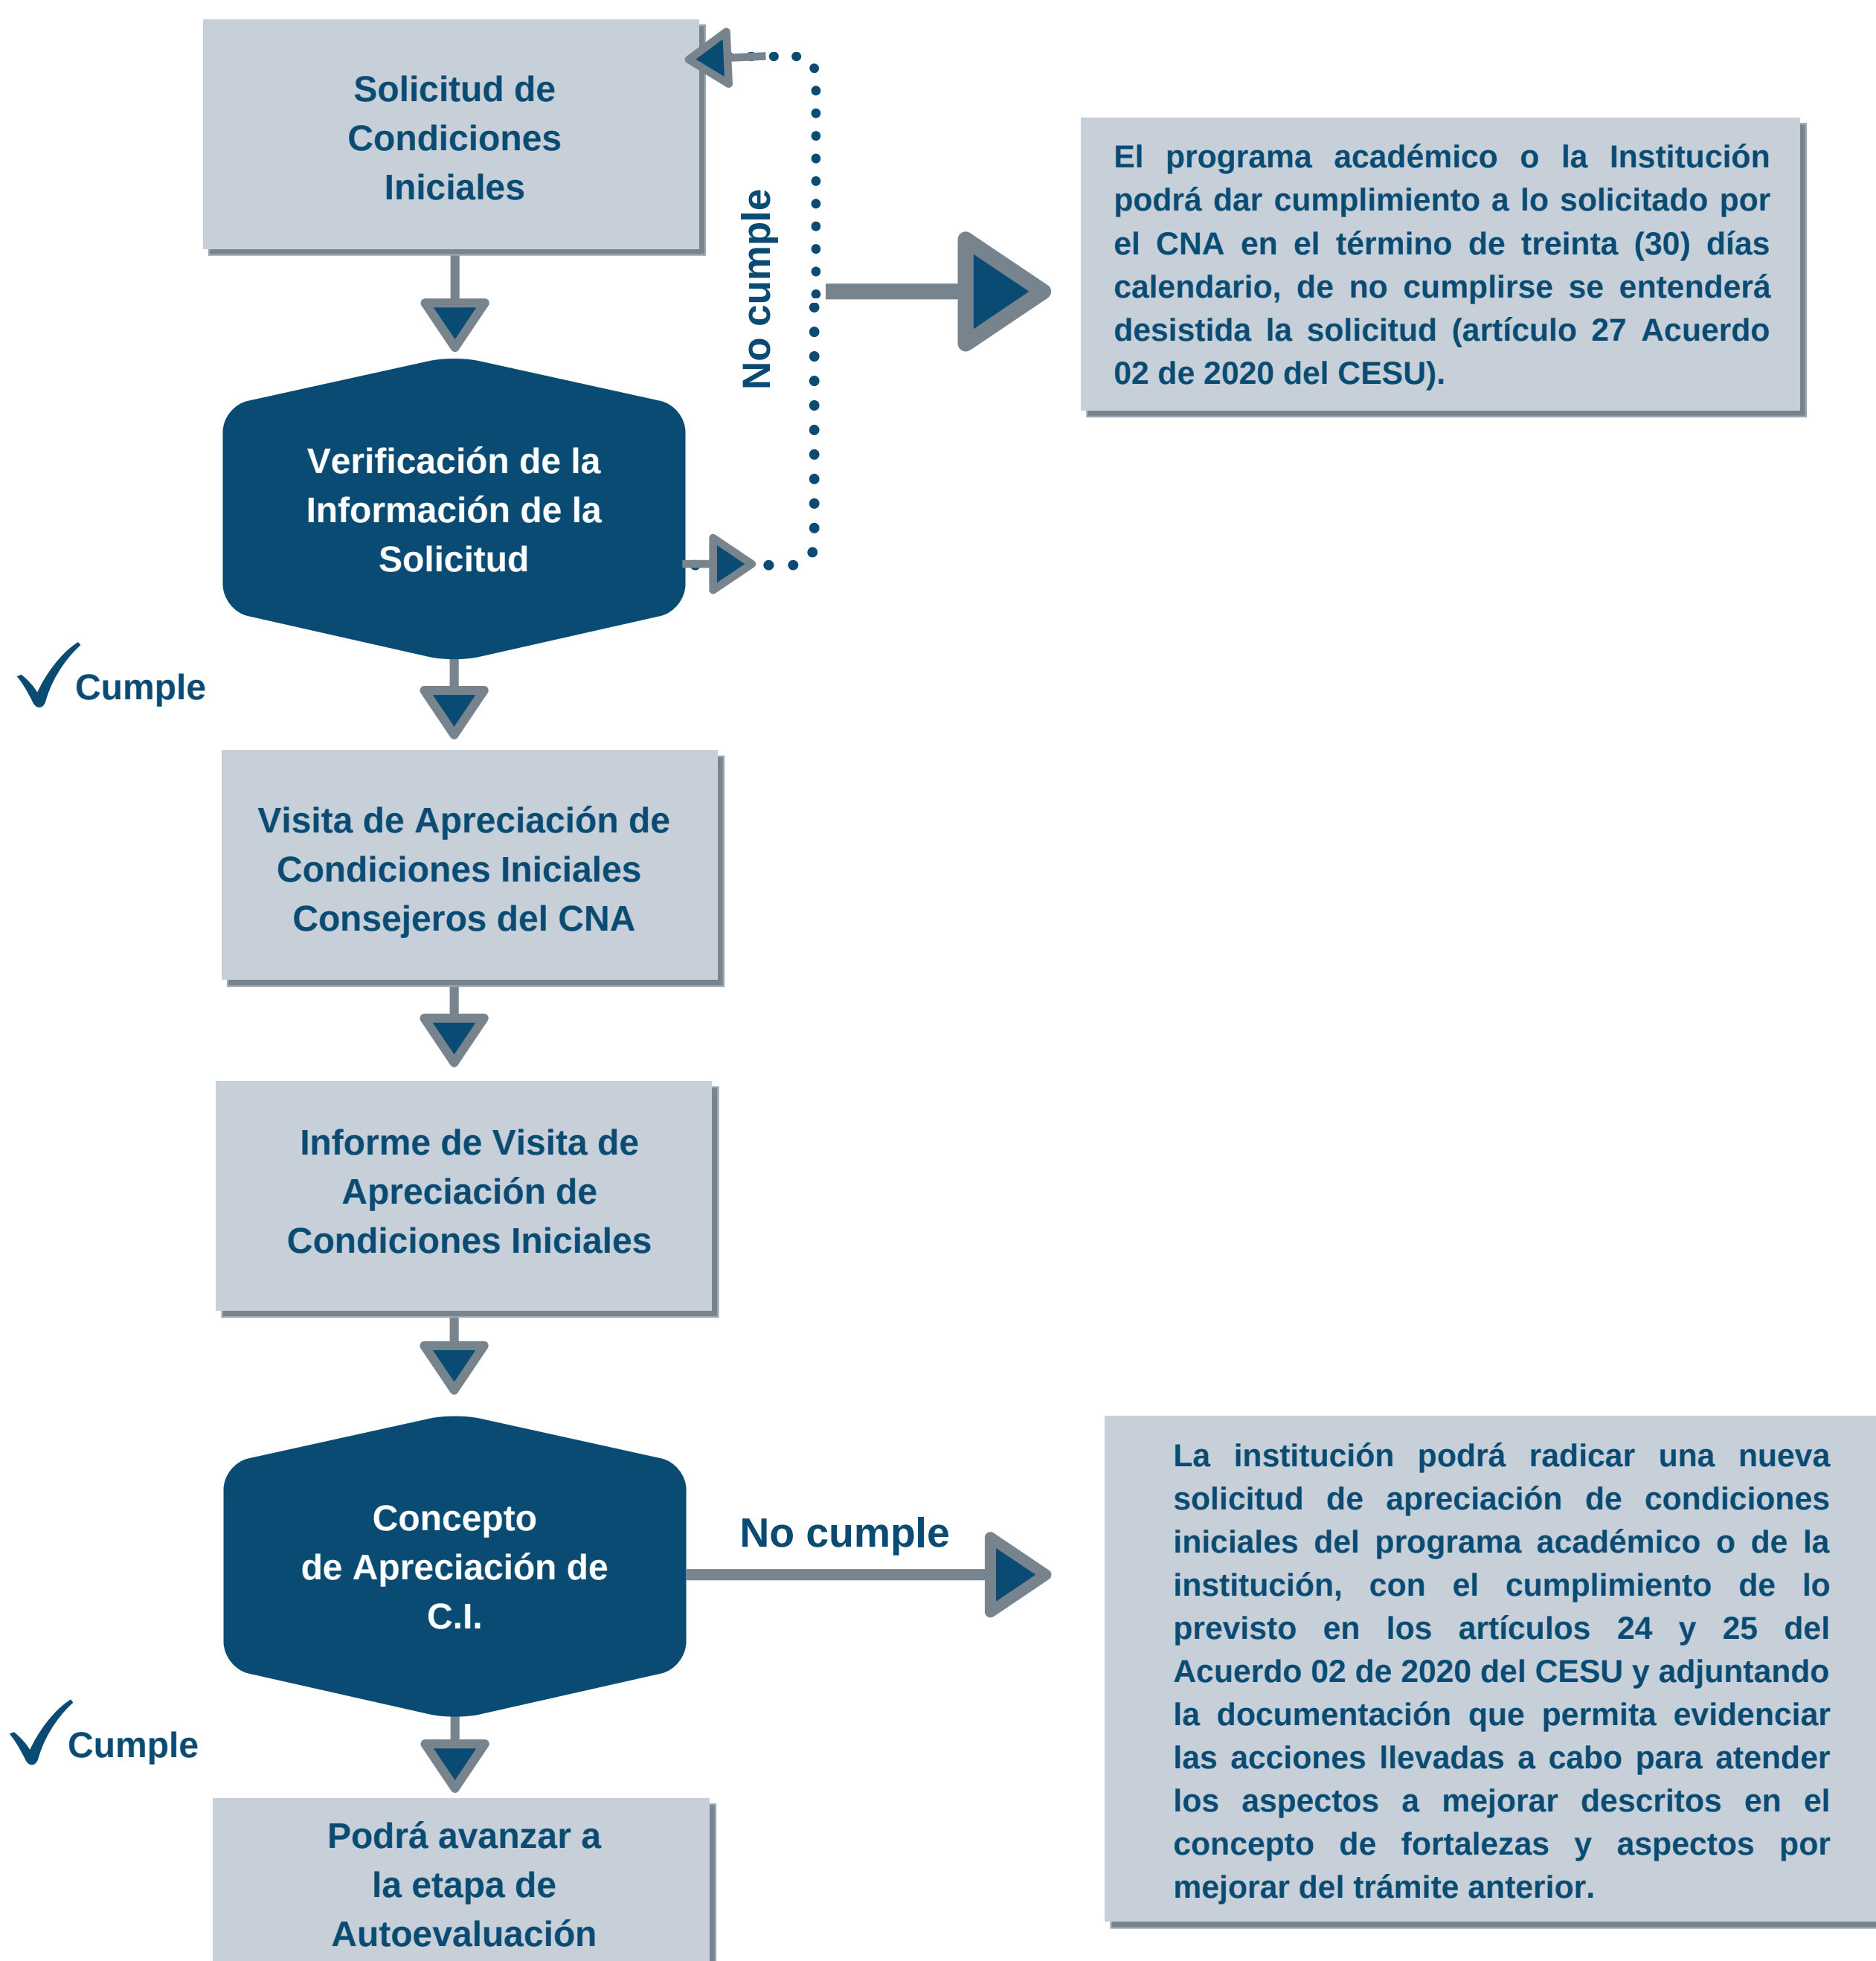 Solicitud de
Condiciones
Iniciales
No cumple
El programa académico o la Institución
podrá dar cumplimiento a lo solicitado por
el CNA en el término de treinta (30) días
calendario, de no cumplirse se entenderá
desistida la solicitud (artículo 27 Acuerdo
02 de 2020 del CESU).
Verificación de la
Información de la
Solicitud
Cumple
Visita de Apreciación de
Condiciones Iniciales
Consejeros del CNA
Informe de Visita de
Apreciación de
Condiciones Iniciales
Concepto
de Apreciación de
C.I.
No cumple
La institución podrá radicar una nueva
solicitud de apreciación de condiciones
iniciales del programa académico o de la
institución, con el cumplimiento de lo
previsto en los artículos 24 y 25 del
Acuerdo 02 de 2020 del CESU y adjuntando
la documentación que permita evidenciar
las acciones llevadas a cabo para atender
los aspectos a mejorar descritos en el
concepto de fortalezas y aspectos por
mejorar del trámite anterior.
Cumple
Podrá avanzar a
la etapa de
Autoevaluación